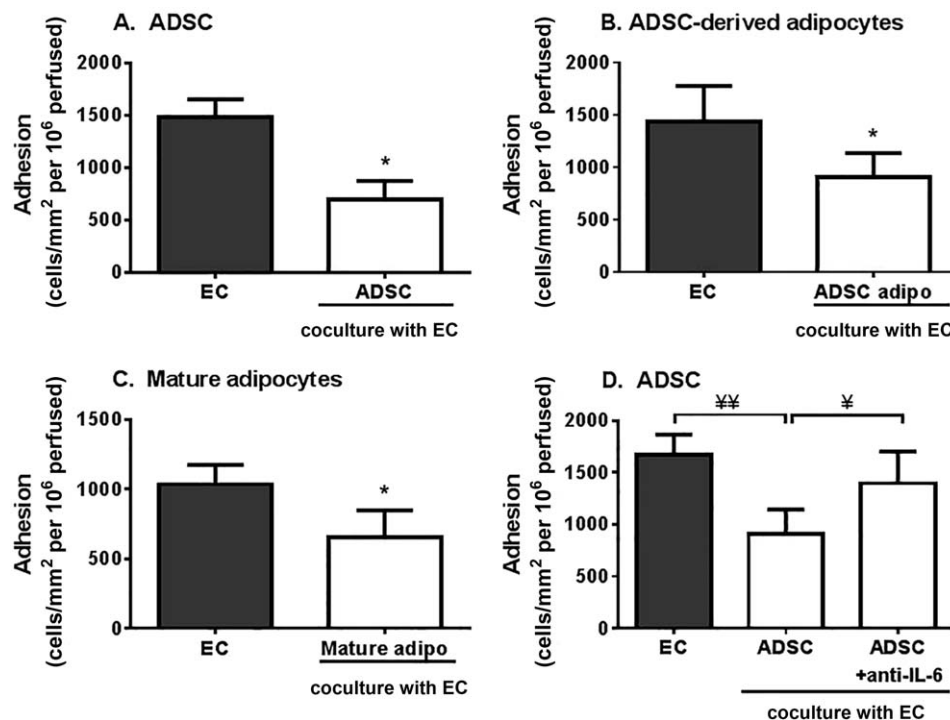 A. ADSC
Adhesion
(cells/mm² per 10⁶ perfused)
2000
1500
1000
500
0
*
EC
ADSC
coculture with EC
B. ADSC-derived adipocytes
Adhesion
(cells/mm² per 10⁶ perfused)
2000
1500
1000
500
0
*
EC
ADSC adipo
coculture with EC
C. Mature adipocytes
Adhesion
(cells/mm² per 10⁶ perfused)
1500
1000
500
0
*
EC
Mature adipo
coculture with EC
D. ADSC
Adhesion
(cells/mm² per 10⁶ perfused)
2000
1500
1000
500
0
¥¥
¥
EC
ADSC
ADSC
+anti-IL-6
coculture with EC